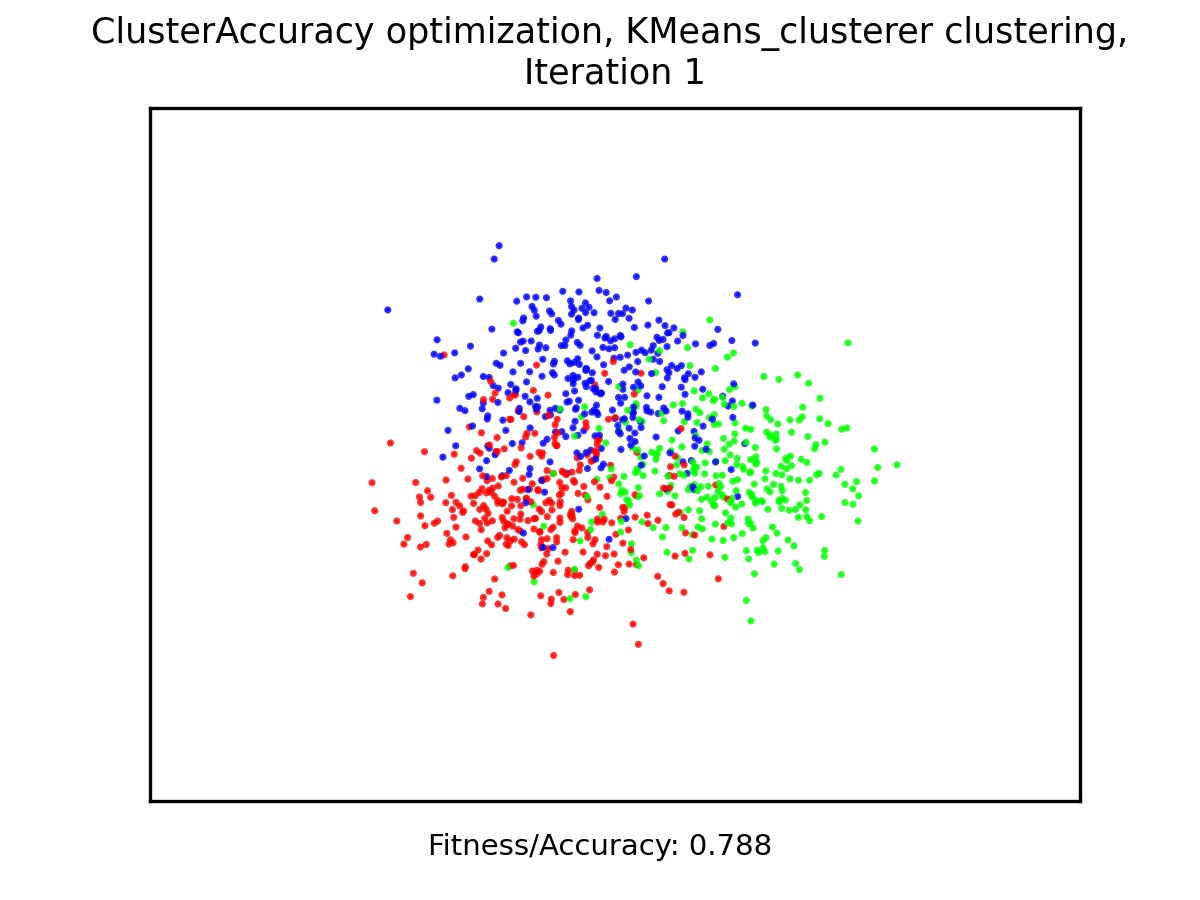 ClusterAccuracy optimization, KMeans_clusterer clustering,
Iteration 1
Fitness/Accuracy: 0.788